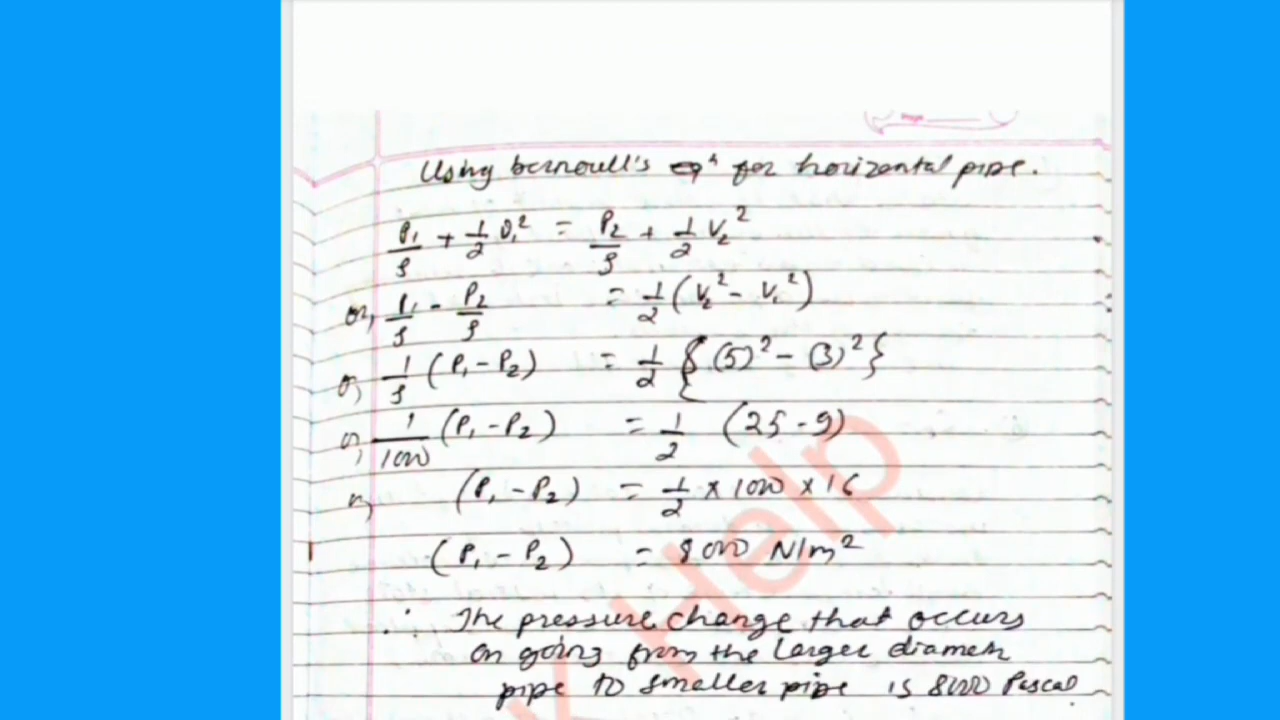 Using bernoull's eqⁿ for horizontal pipe.
P₁/ρ + 1/2 v₁² = P₂/ρ + 1/2 V₂²
or, P₁/ρ - P₂/ρ = 1/2 (V₂² - V₁²)
or, 1/ρ (P₁ - P₂) = 1/2 {(5)² - (3)²}
or, 1/1000 (P₁ - P₂) = 1/2 (25 - 9)
or, (P₁ - P₂) = 1/2 × 1000 × 16
(P₁ - P₂) = 8000 N/m²
∴ The pressure change that occurs
on going from the larger diameter
pipe to smaller pipe is 8000 Pascal
K Help